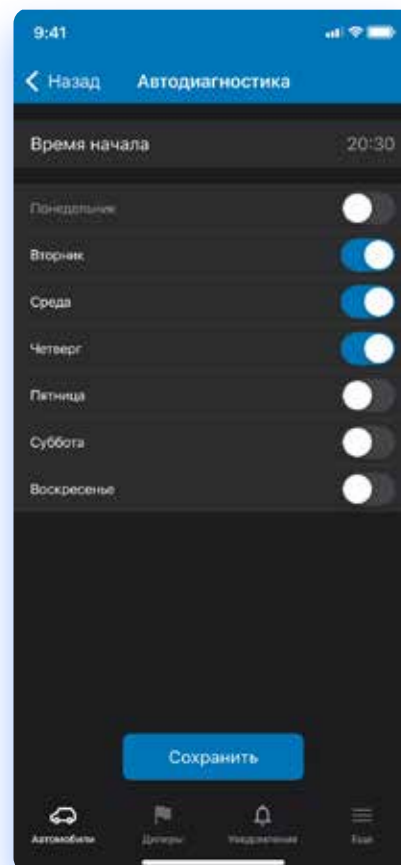 9:41
Назад Автодиагностика
Время начала 20:30
Понедельник
Вторник
Среда
Четверг
Пятница
Суббота
Воскресенье
Сохранить
Автомобили Дилеры Уведомления Еще